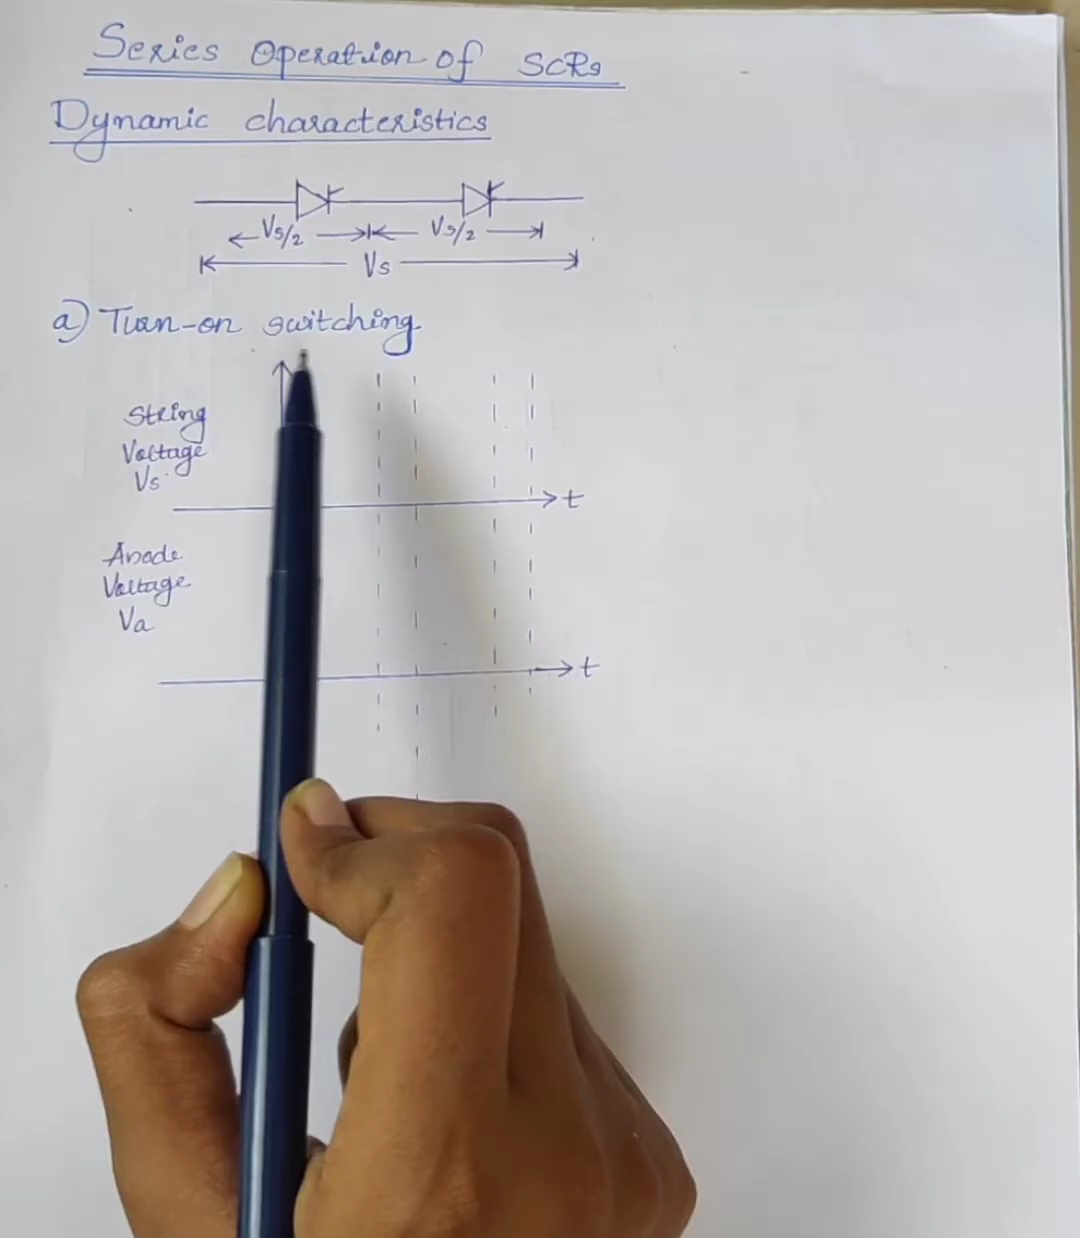 Series Operation of SCRs
Dynamic characteristics
Vs/2 Vs/2
Vs
a) Turn-on switching
String
Voltage
Vs
t
Anode
Voltage
Va
t